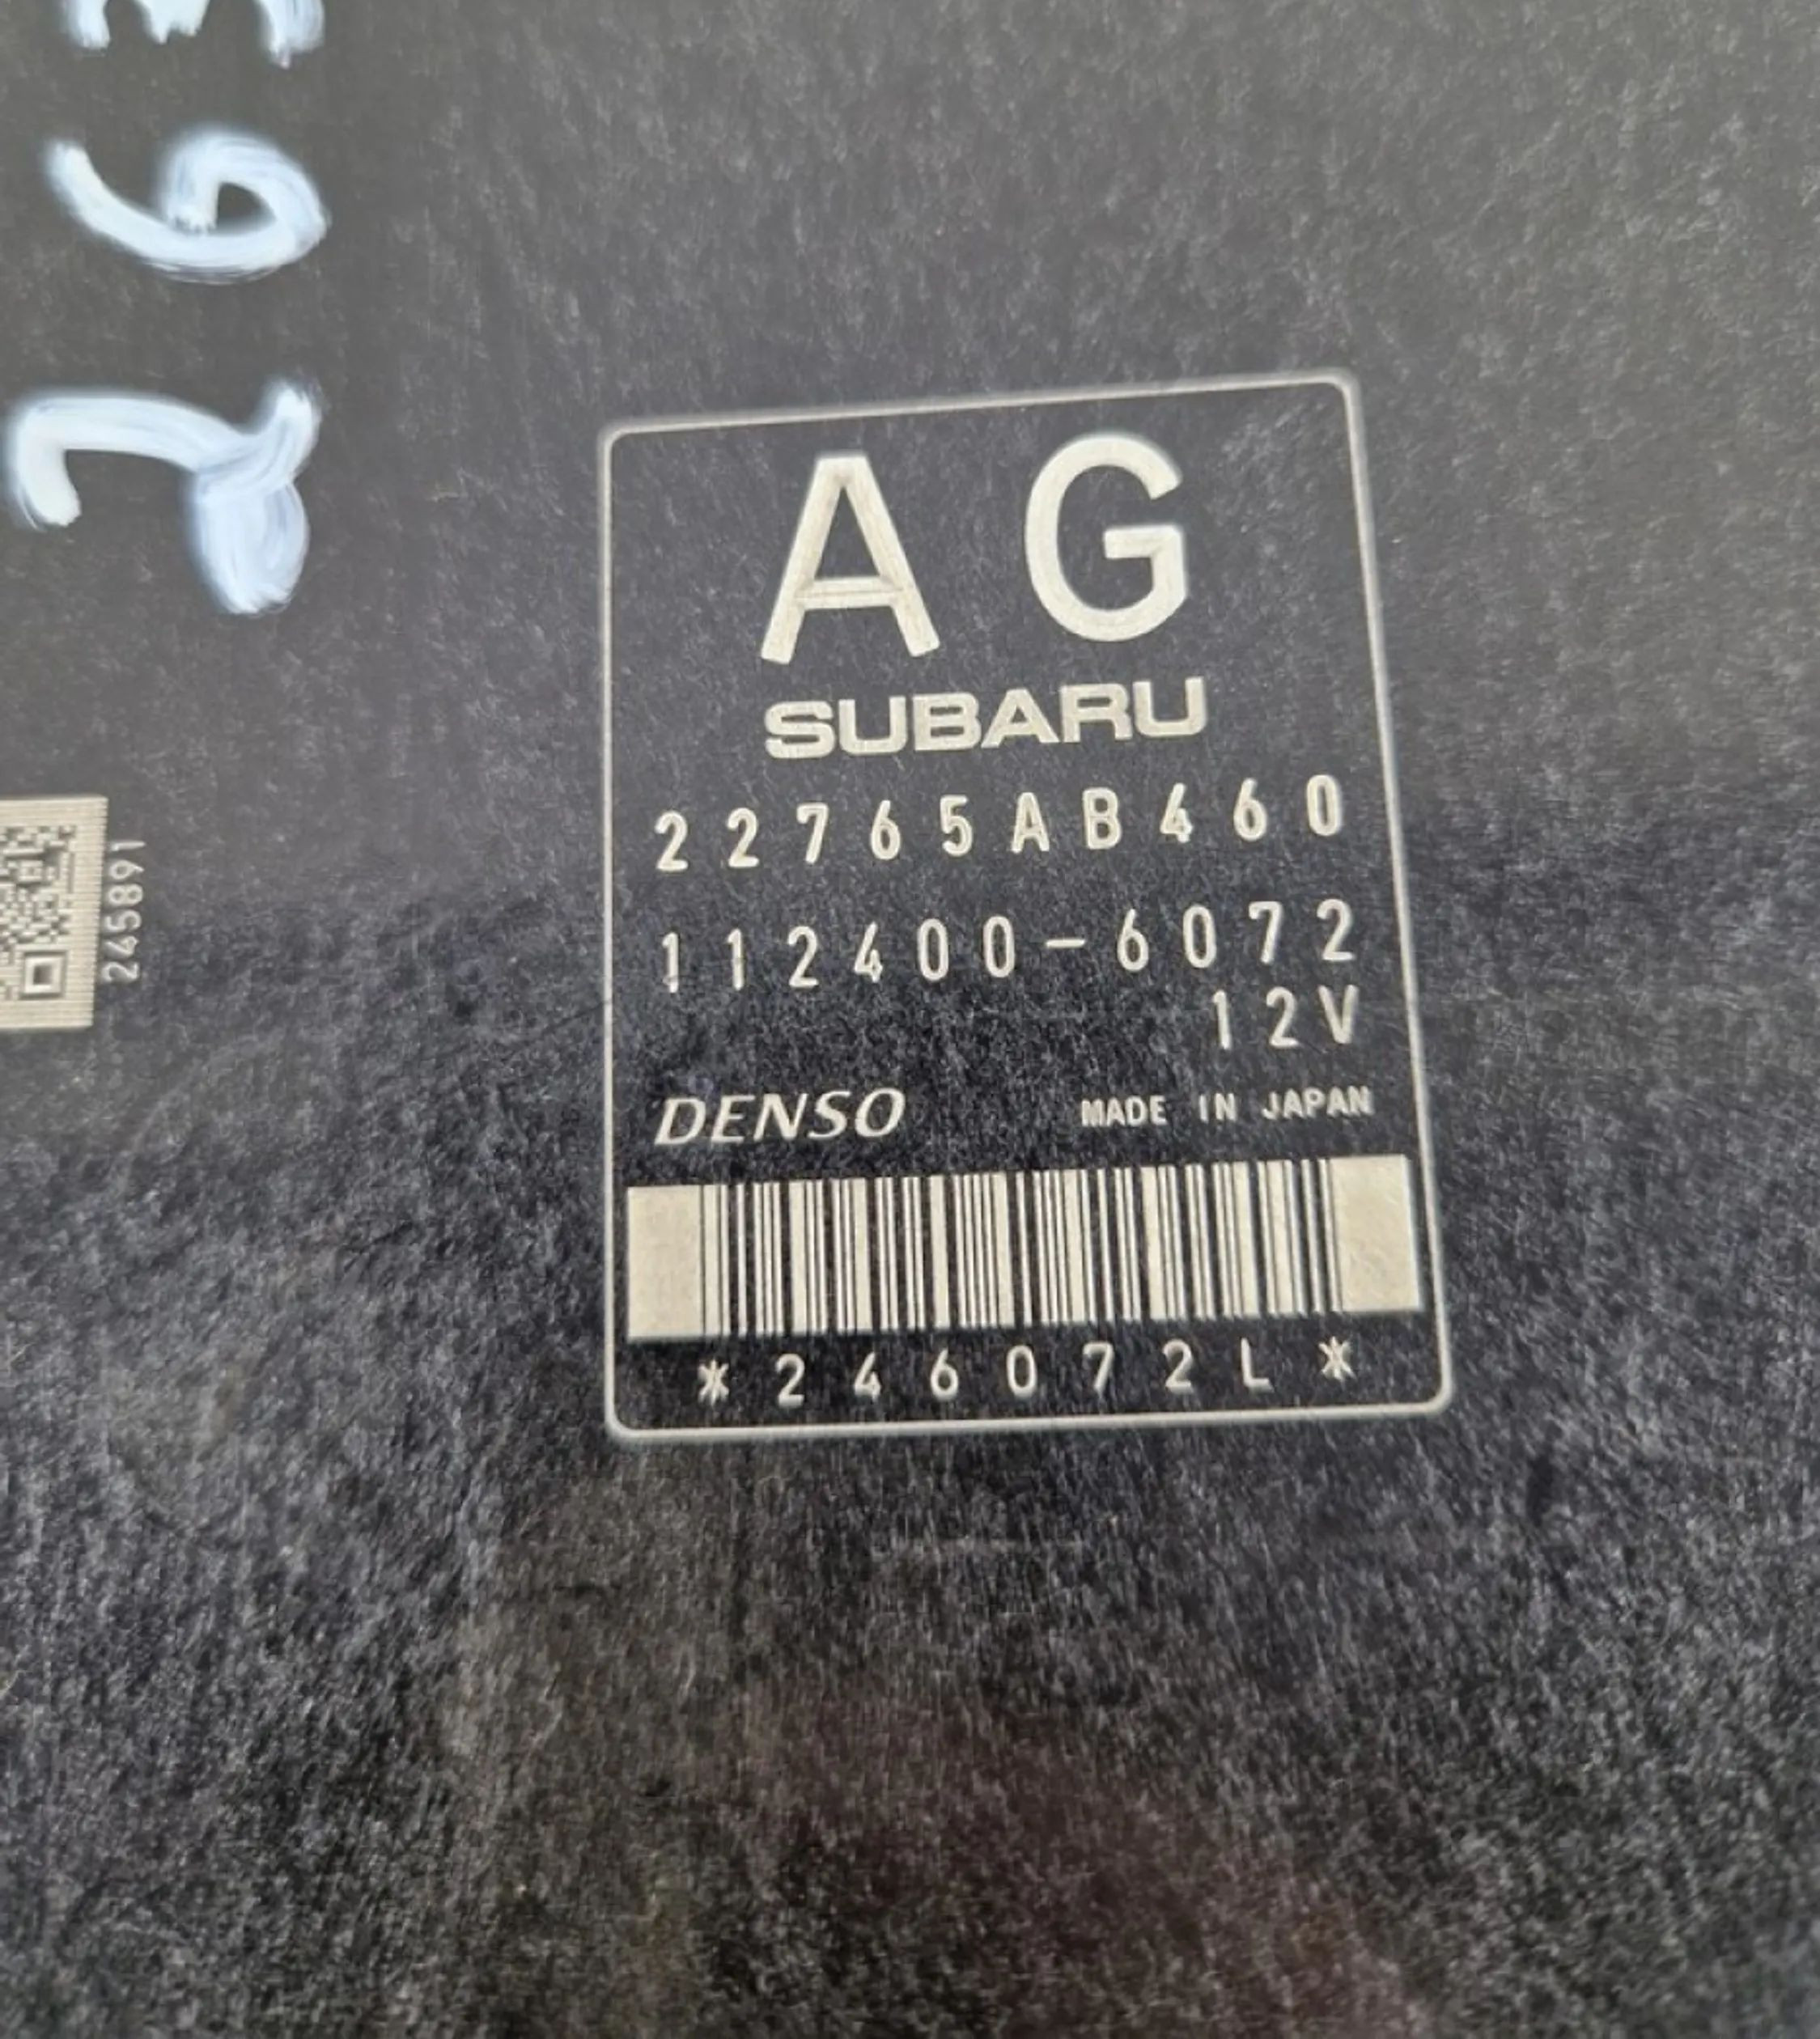 AG
SUBARU
22765AB460
112400-6072
12V
DENSO MADE IN JAPAN
*246072L*
245891